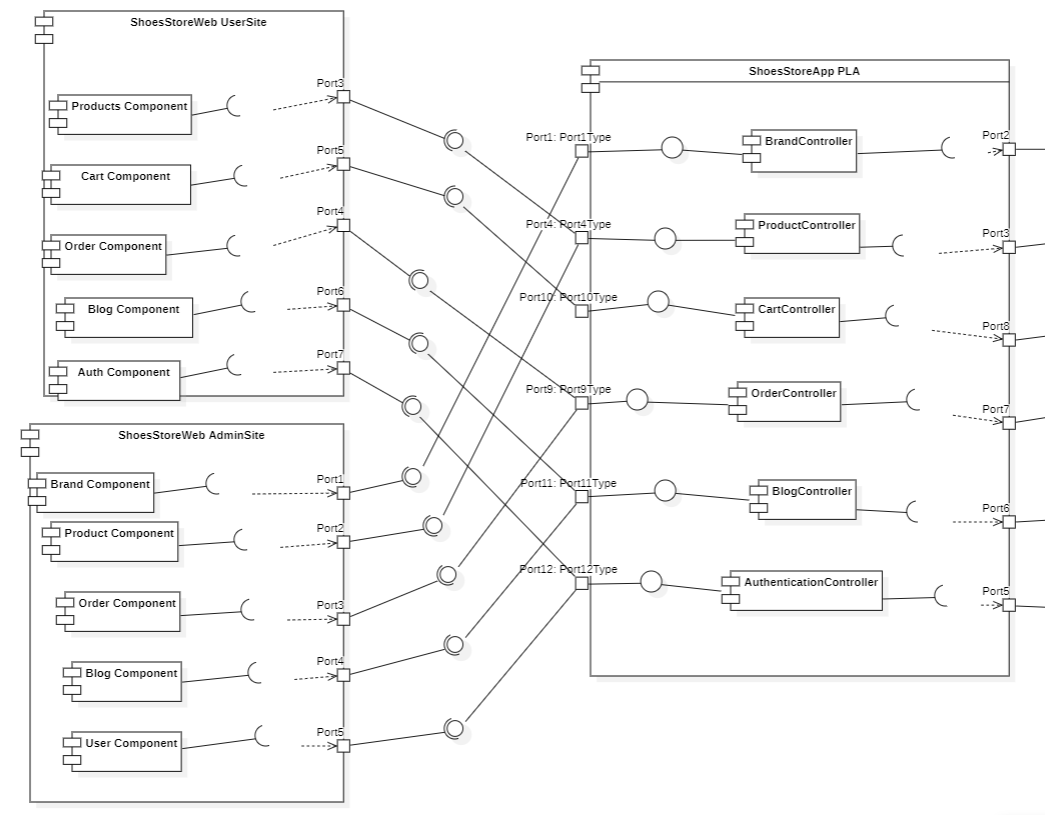 ShoesStoreWeb UserSite
Port3
Products Component
Port5
Cart Component
Port4
Order Component
Port6
Blog Component
Port7
Auth Component
ShoesStoreWeb AdminSite
Port1
Brand Component
Port2
Product Component
Port3
Order Component
Port4
Blog Component
Port5
User Component
ShoesStoreApp PLA
Port1: Port1Type
BrandController
Port2
Port4: Port4Type
ProductController
Port3
Port10: Port10Type
CartController
Port8
Port9: Port9Type
OrderController
Port7
Port11: Port11Type
BlogController
Port6
Port12: Port12Type
AuthenticationController
Port5